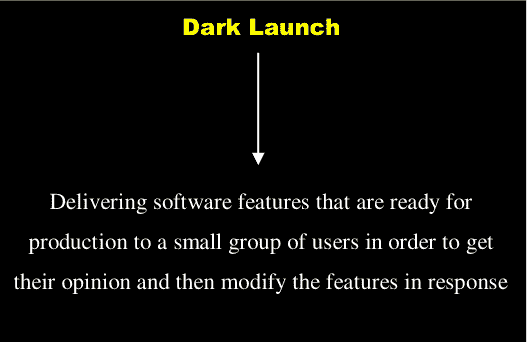 Dark Launch
Delivering software features that are ready for
production to a small group of users in order to get
their opinion and then modify the features in response